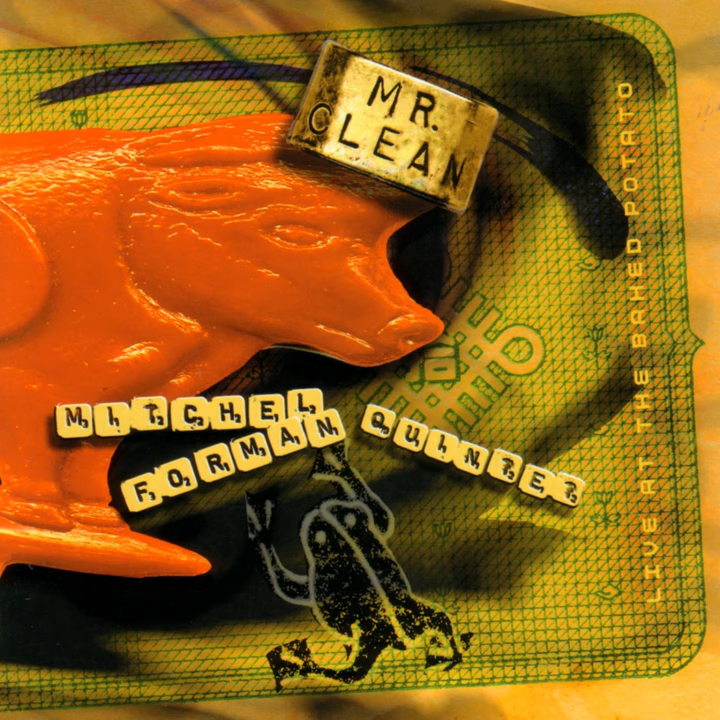 MR.
CLEAN
MITCHEL
FORMAN
QUINTET
LIVE AT THE BAKED POTATO